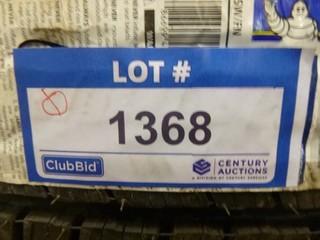 LOT #
1368
ClubBid
CENTURY
AUCTIONS
A DIVISION OF CENTURY SERVICES